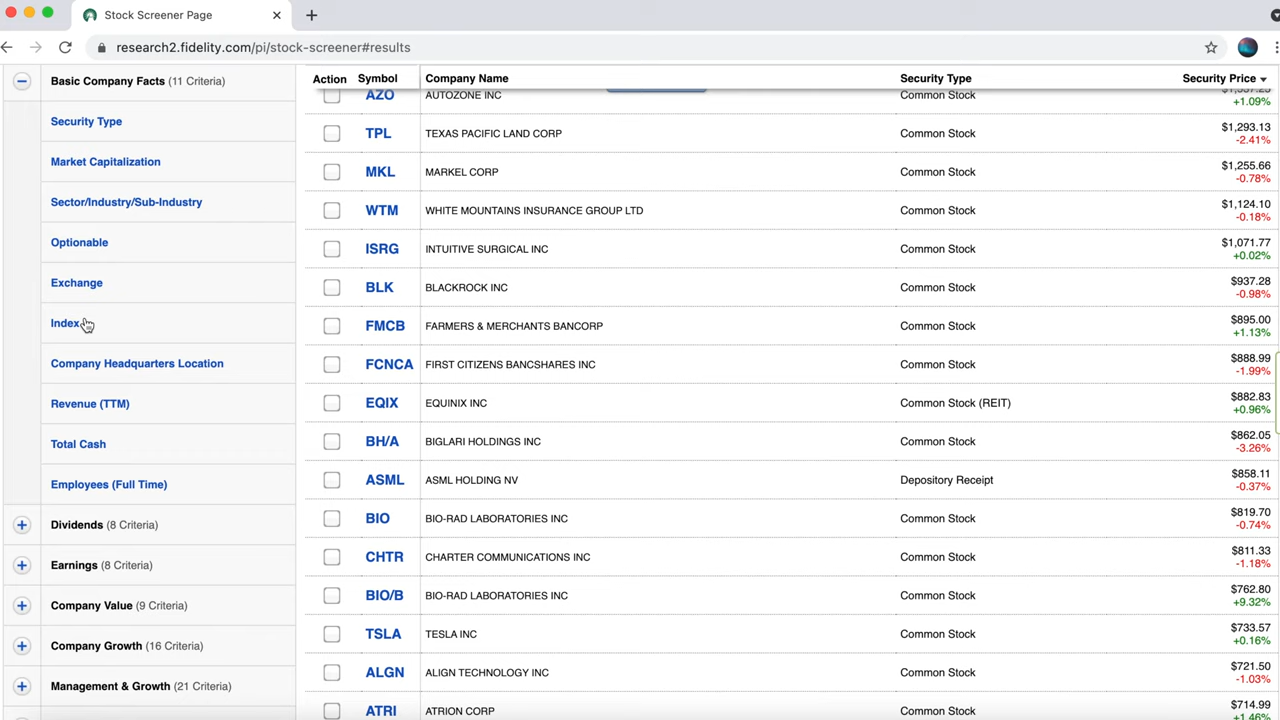 Stock Screener Page
research2.fidelity.com/pi/stock-screener#results
Basic Company Facts (11 Criteria)
Security Type
Market Capitalization
Sector/Industry/Sub-Industry
Optionable
Exchange
Index
Company Headquarters Location
Revenue (TTM)
Total Cash
Employees (Full Time)
Dividends (8 Criteria)
Earnings (8 Criteria)
Company Value (9 Criteria)
Company Growth (16 Criteria)
Management & Growth (21 Criteria)
Action Symbol Company Name Security Type Security Price
AZO AUTOZONE INC Common Stock
+1.09%
TPL TEXAS PACIFIC LAND CORP Common Stock $1,293.13
-2.41%
MKL MARKEL CORP Common Stock $1,255.66
-0.78%
WTM WHITE MOUNTAINS INSURANCE GROUP LTD Common Stock $1,124.10
-0.18%
ISRG INTUITIVE SURGICAL INC Common Stock $1,071.77
+0.02%
BLK BLACKROCK INC Common Stock $937.28
-0.98%
FMCB FARMERS & MERCHANTS BANCORP Common Stock $895.00
+1.13%
FCNCA FIRST CITIZENS BANCSHARES INC Common Stock $888.99
-1.99%
EQIX EQUINIX INC Common Stock (REIT) $882.83
+0.96%
BH/A BIGLARI HOLDINGS INC Common Stock $862.05
-3.26%
ASML ASML HOLDING NV Depository Receipt $858.11
-0.37%
BIO BIO-RAD LABORATORIES INC Common Stock $819.70
-0.74%
CHTR CHARTER COMMUNICATIONS INC Common Stock $811.33
-1.18%
BIO/B BIO-RAD LABORATORIES INC Common Stock $762.80
+9.32%
TSLA TESLA INC Common Stock $733.57
+0.16%
ALGN ALIGN TECHNOLOGY INC Common Stock $721.50
-1.03%
ATRI ATRION CORP Common Stock $714.99
+1.46%